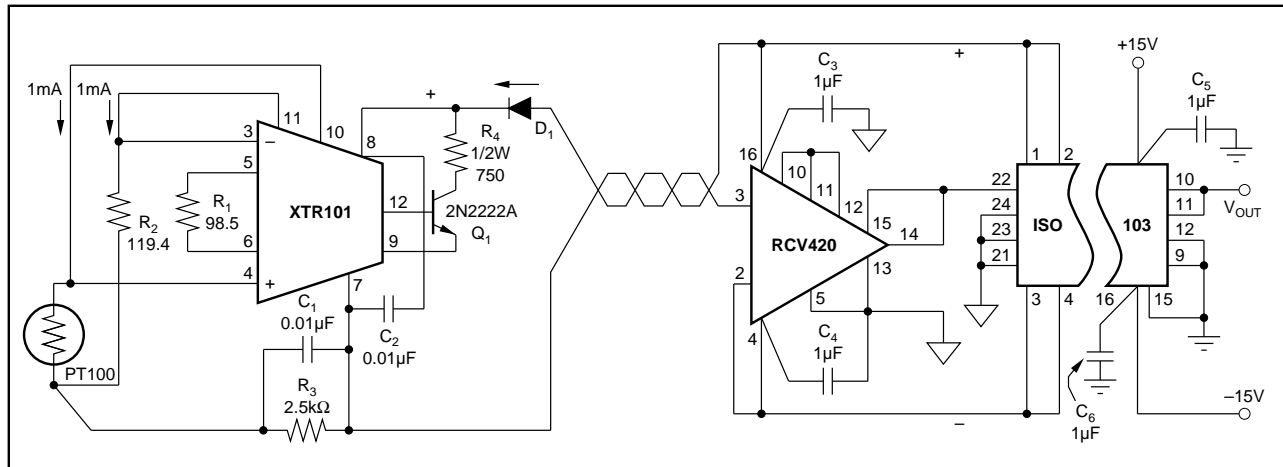 1mA
1mA
11
10
3
–
8
+
5
R1
98.5
6
XTR101
12
9
4
+
7
R2
119.4
R4
1/2W
750
2N2222A
Q1
D1
C1
0.01µF
C2
0.01µF
PT100
R3
2.5kΩ
+
C3
1µF
16
10
11
12
3
15
14
RCV420
2
13
5
4
C4
1µF
–
1
2
22
24
23
21
ISO
3
4
+15V
C5
1µF
10
11
VOUT
103
12
9
16
15
C6
1µF
–15V